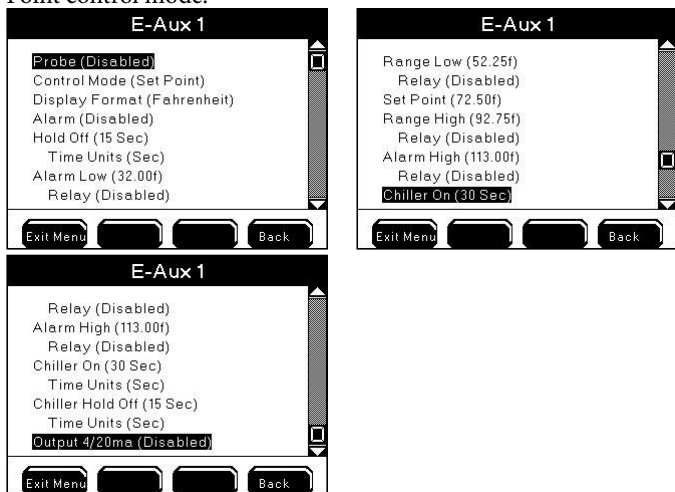 Point control mode.
E-Aux 1
Probe (Disabled)
Control Mode (Set Point)
Display Format (Fahrenheit)
Alarm (Disabled)
Hold Off (15 Sec)
Time Units (Sec)
Alarm Low (32.00f)
Relay (Disabled)
Exit Menu
Back
E-Aux 1
Range Low (52.25f)
Relay (Disabled)
Set Point (72.50f)
Range High (92.75f)
Relay (Disabled)
Alarm High (113.00f)
Relay (Disabled)
Chiller On (30 Sec)
Exit Menu
Back
E-Aux 1
Relay (Disabled)
Alarm High (113.00f)
Relay (Disabled)
Chiller On (30 Sec)
Time Units (Sec)
Chiller Hold Off (15 Sec)
Time Units (Sec)
Output 4/20ma (Disabled)
Exit Menu
Back